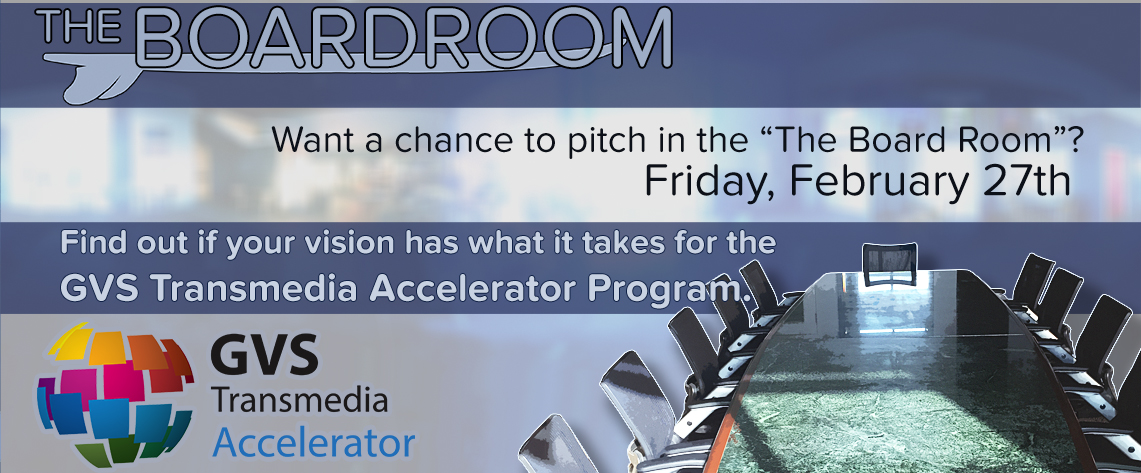 THE BOARDROOM
Want a chance to pitch in the “The Board Room”?
Friday, February 27th
Find out if your vision has what it takes for the
GVS Transmedia Accelerator Program.
GVS
Transmedia
Accelerator